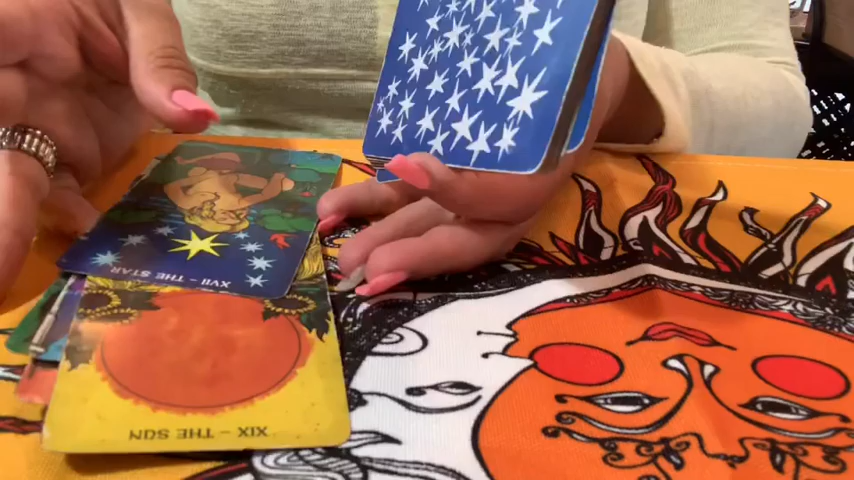 XVII - THE STAR
XIX - THE SUN